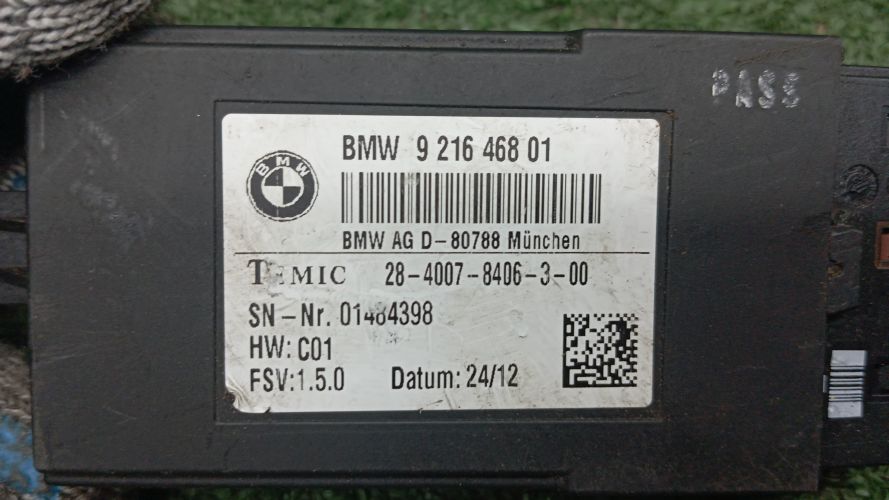 PASS
BMW 9 216 468 01
BMW
BMW AG D-80788 München
TEMIC 28-4007-8406-3-00
SN-Nr. 01484398
HW: C01
FSV:1.5.0 Datum: 24/12